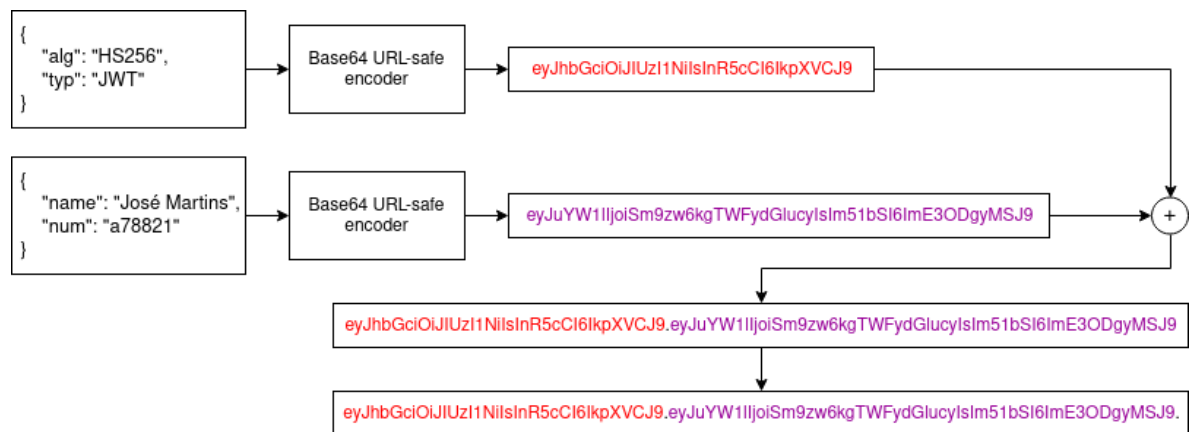 {
"alg": "HS256",
"typ": "JWT"
}
Base64 URL-safe
encoder
eyJhbGciOiJIUzI1NiIsInR5cCI6IkpXVCJ9
{
"name": "José Martins",
"num": "a78821"
}
Base64 URL-safe
encoder
eyJuYW1lIjoiSm9zw6kgTWFydGlucyIsIm51bSI6ImE3ODgyMSJ9
+
eyJhbGciOiJIUzI1NiIsInR5cCI6IkpXVCJ9.eyJuYW1lIjoiSm9zw6kgTWFydGlucyIsIm51bSI6ImE3ODgyMSJ9
eyJhbGciOiJIUzI1NiIsInR5cCI6IkpXVCJ9.eyJuYW1lIjoiSm9zw6kgTWFydGlucyIsIm51bSI6ImE3ODgyMSJ9.